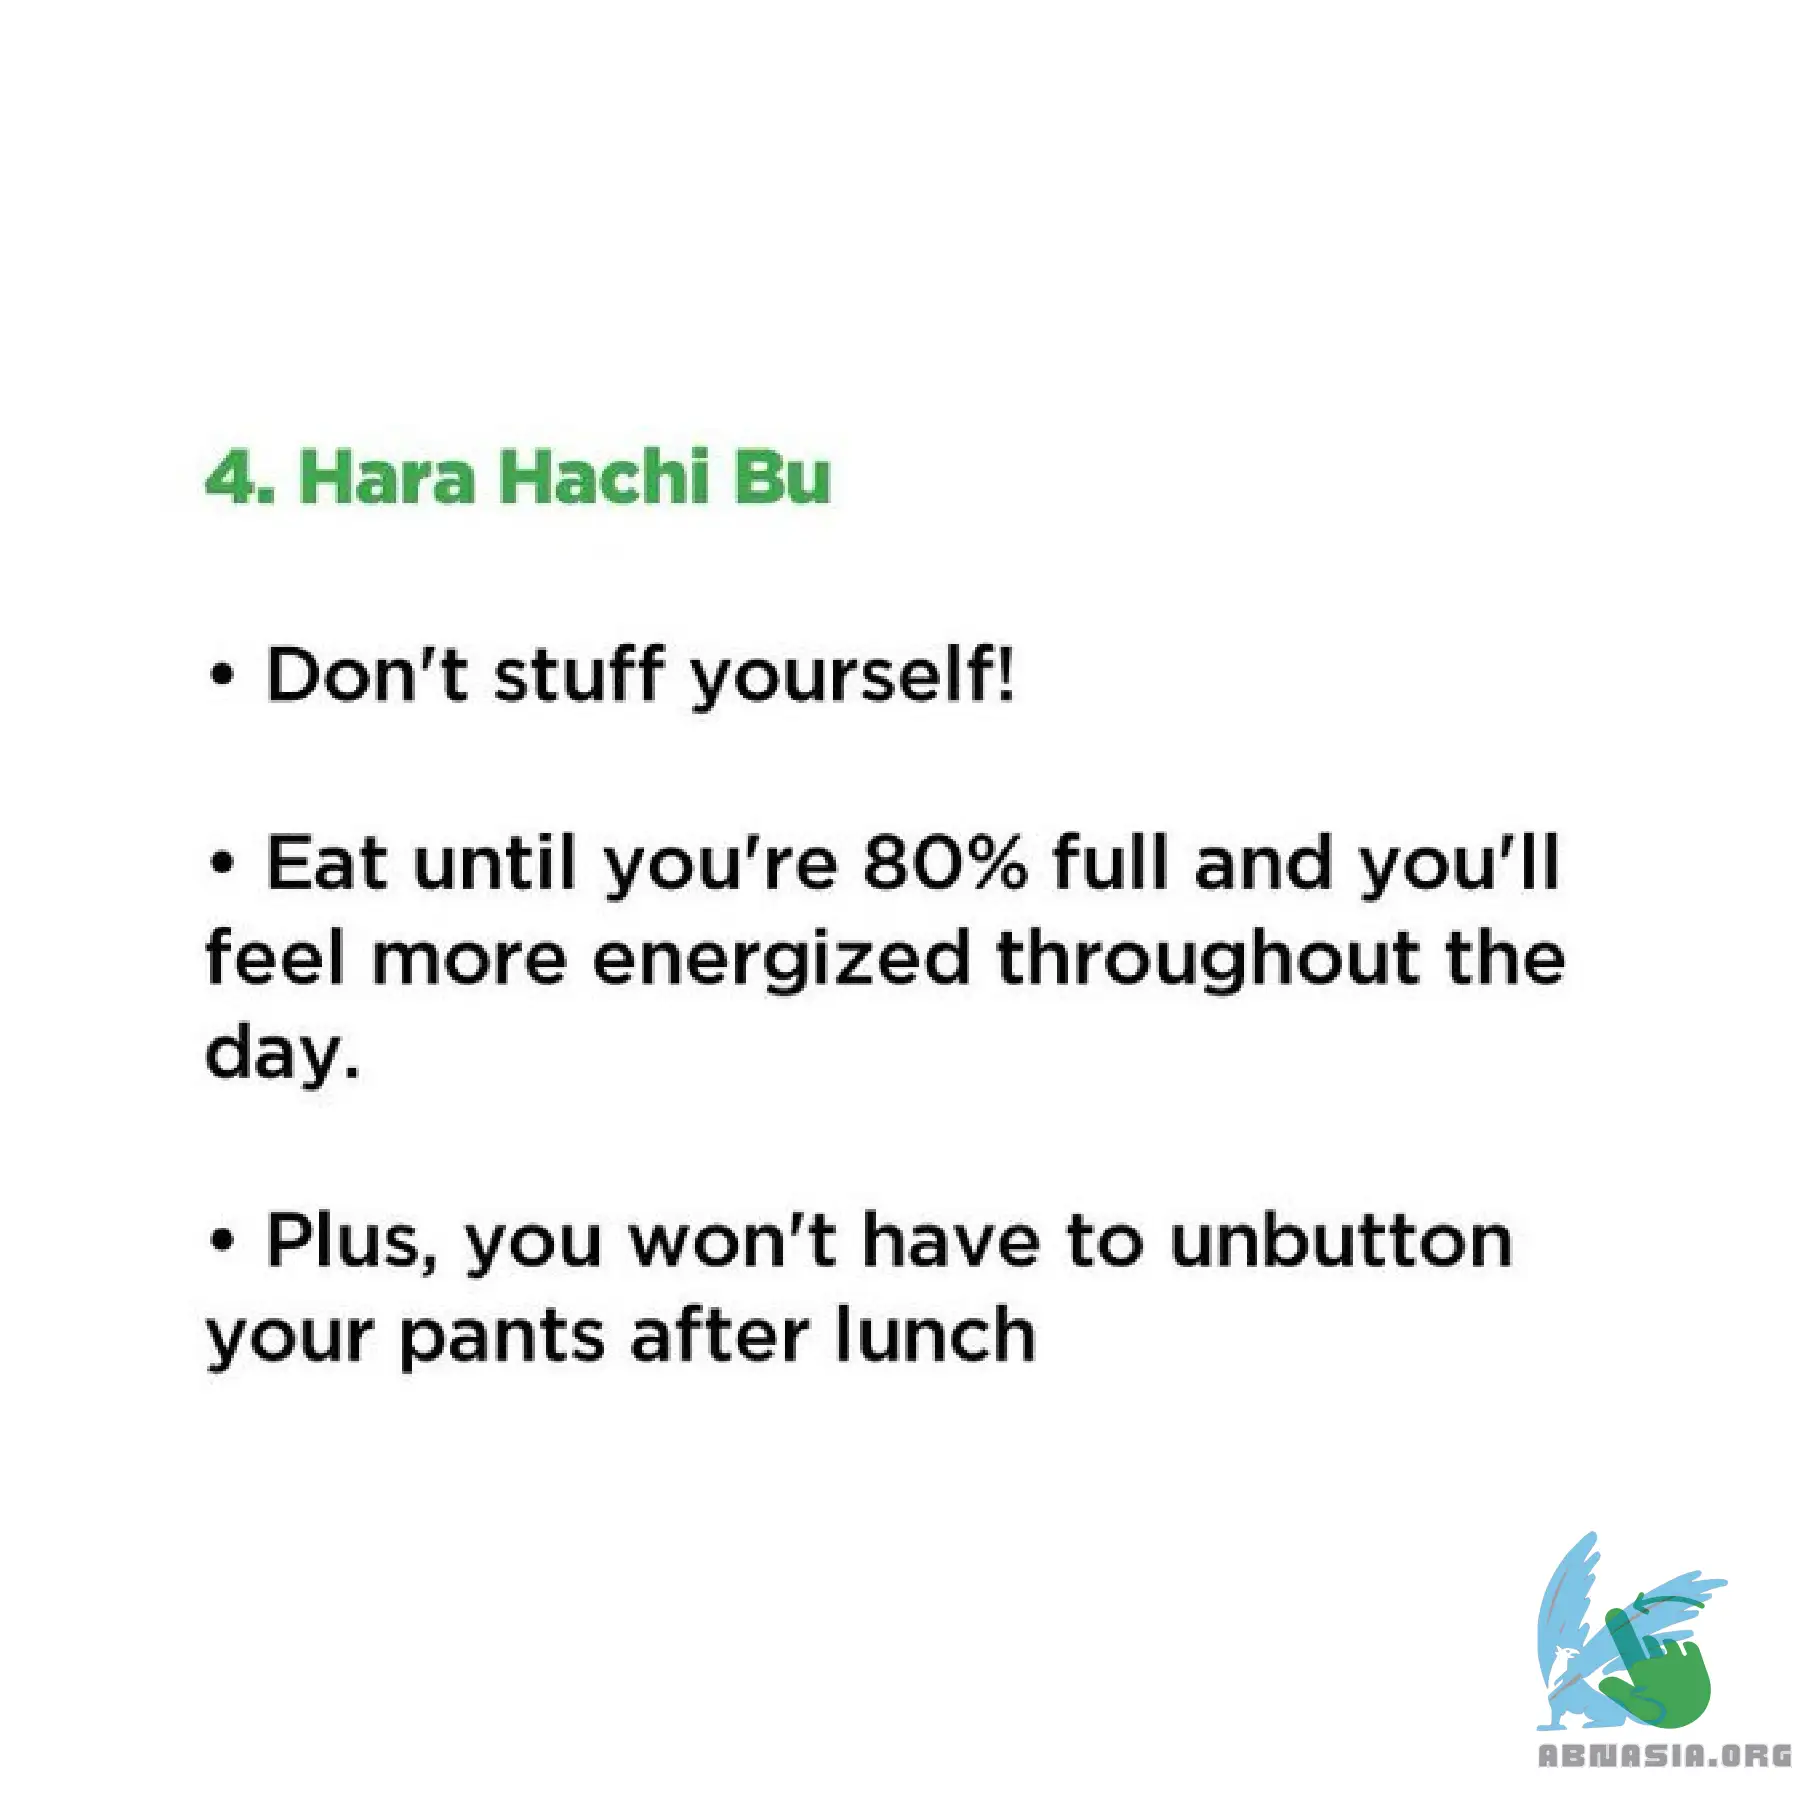 4. Hara Hachi Bu
• Don't stuff yourself!
• Eat until you're 80% full and you'll
feel more energized throughout the
day.
• Plus, you won't have to unbutton
your pants after lunch
ABNASIA.ORG